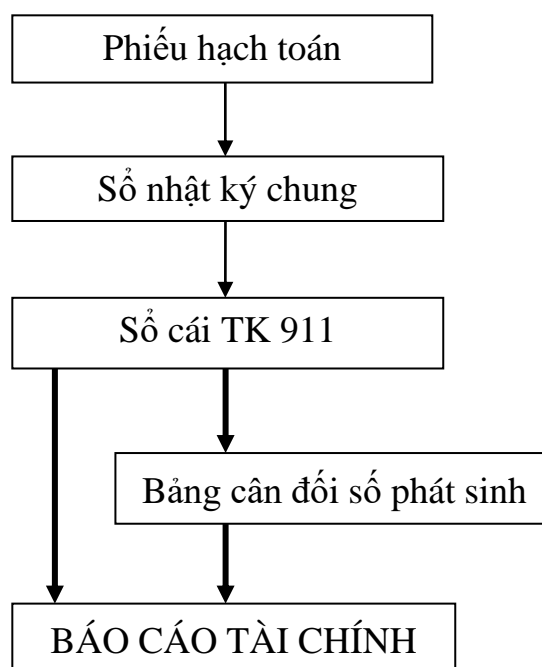 Phiếu hạch toán
Sổ nhật ký chung
Sổ cái TK 911
Bảng cân đối số phát sinh
BÁO CÁO TÀI CHÍNH